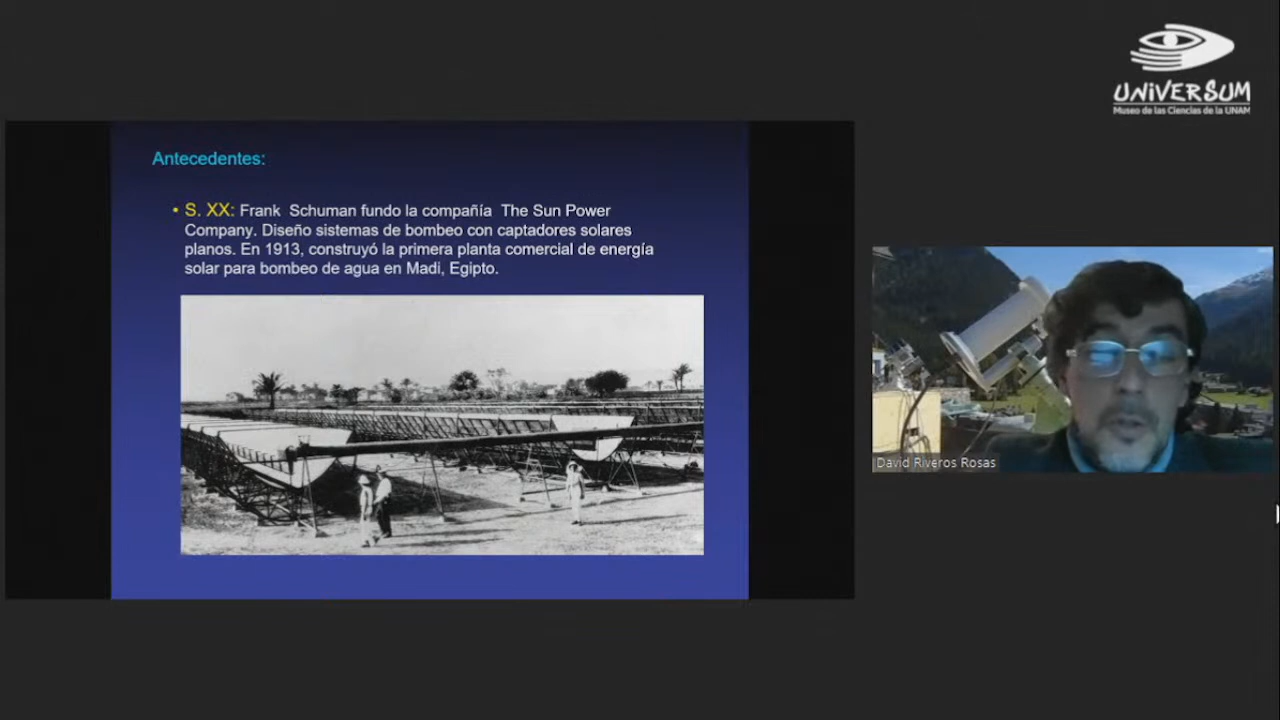 UNIVERSUM
Museo de las Ciencias de la UNAM
Antecedentes:
• S. XX: Frank Schuman fundo la compañía The Sun Power
Company. Diseño sistemas de bombeo con captadores solares
planos. En 1913, construyó la primera planta comercial de energía
solar para bombeo de agua en Madi, Egipto.
David Riveros Rosas